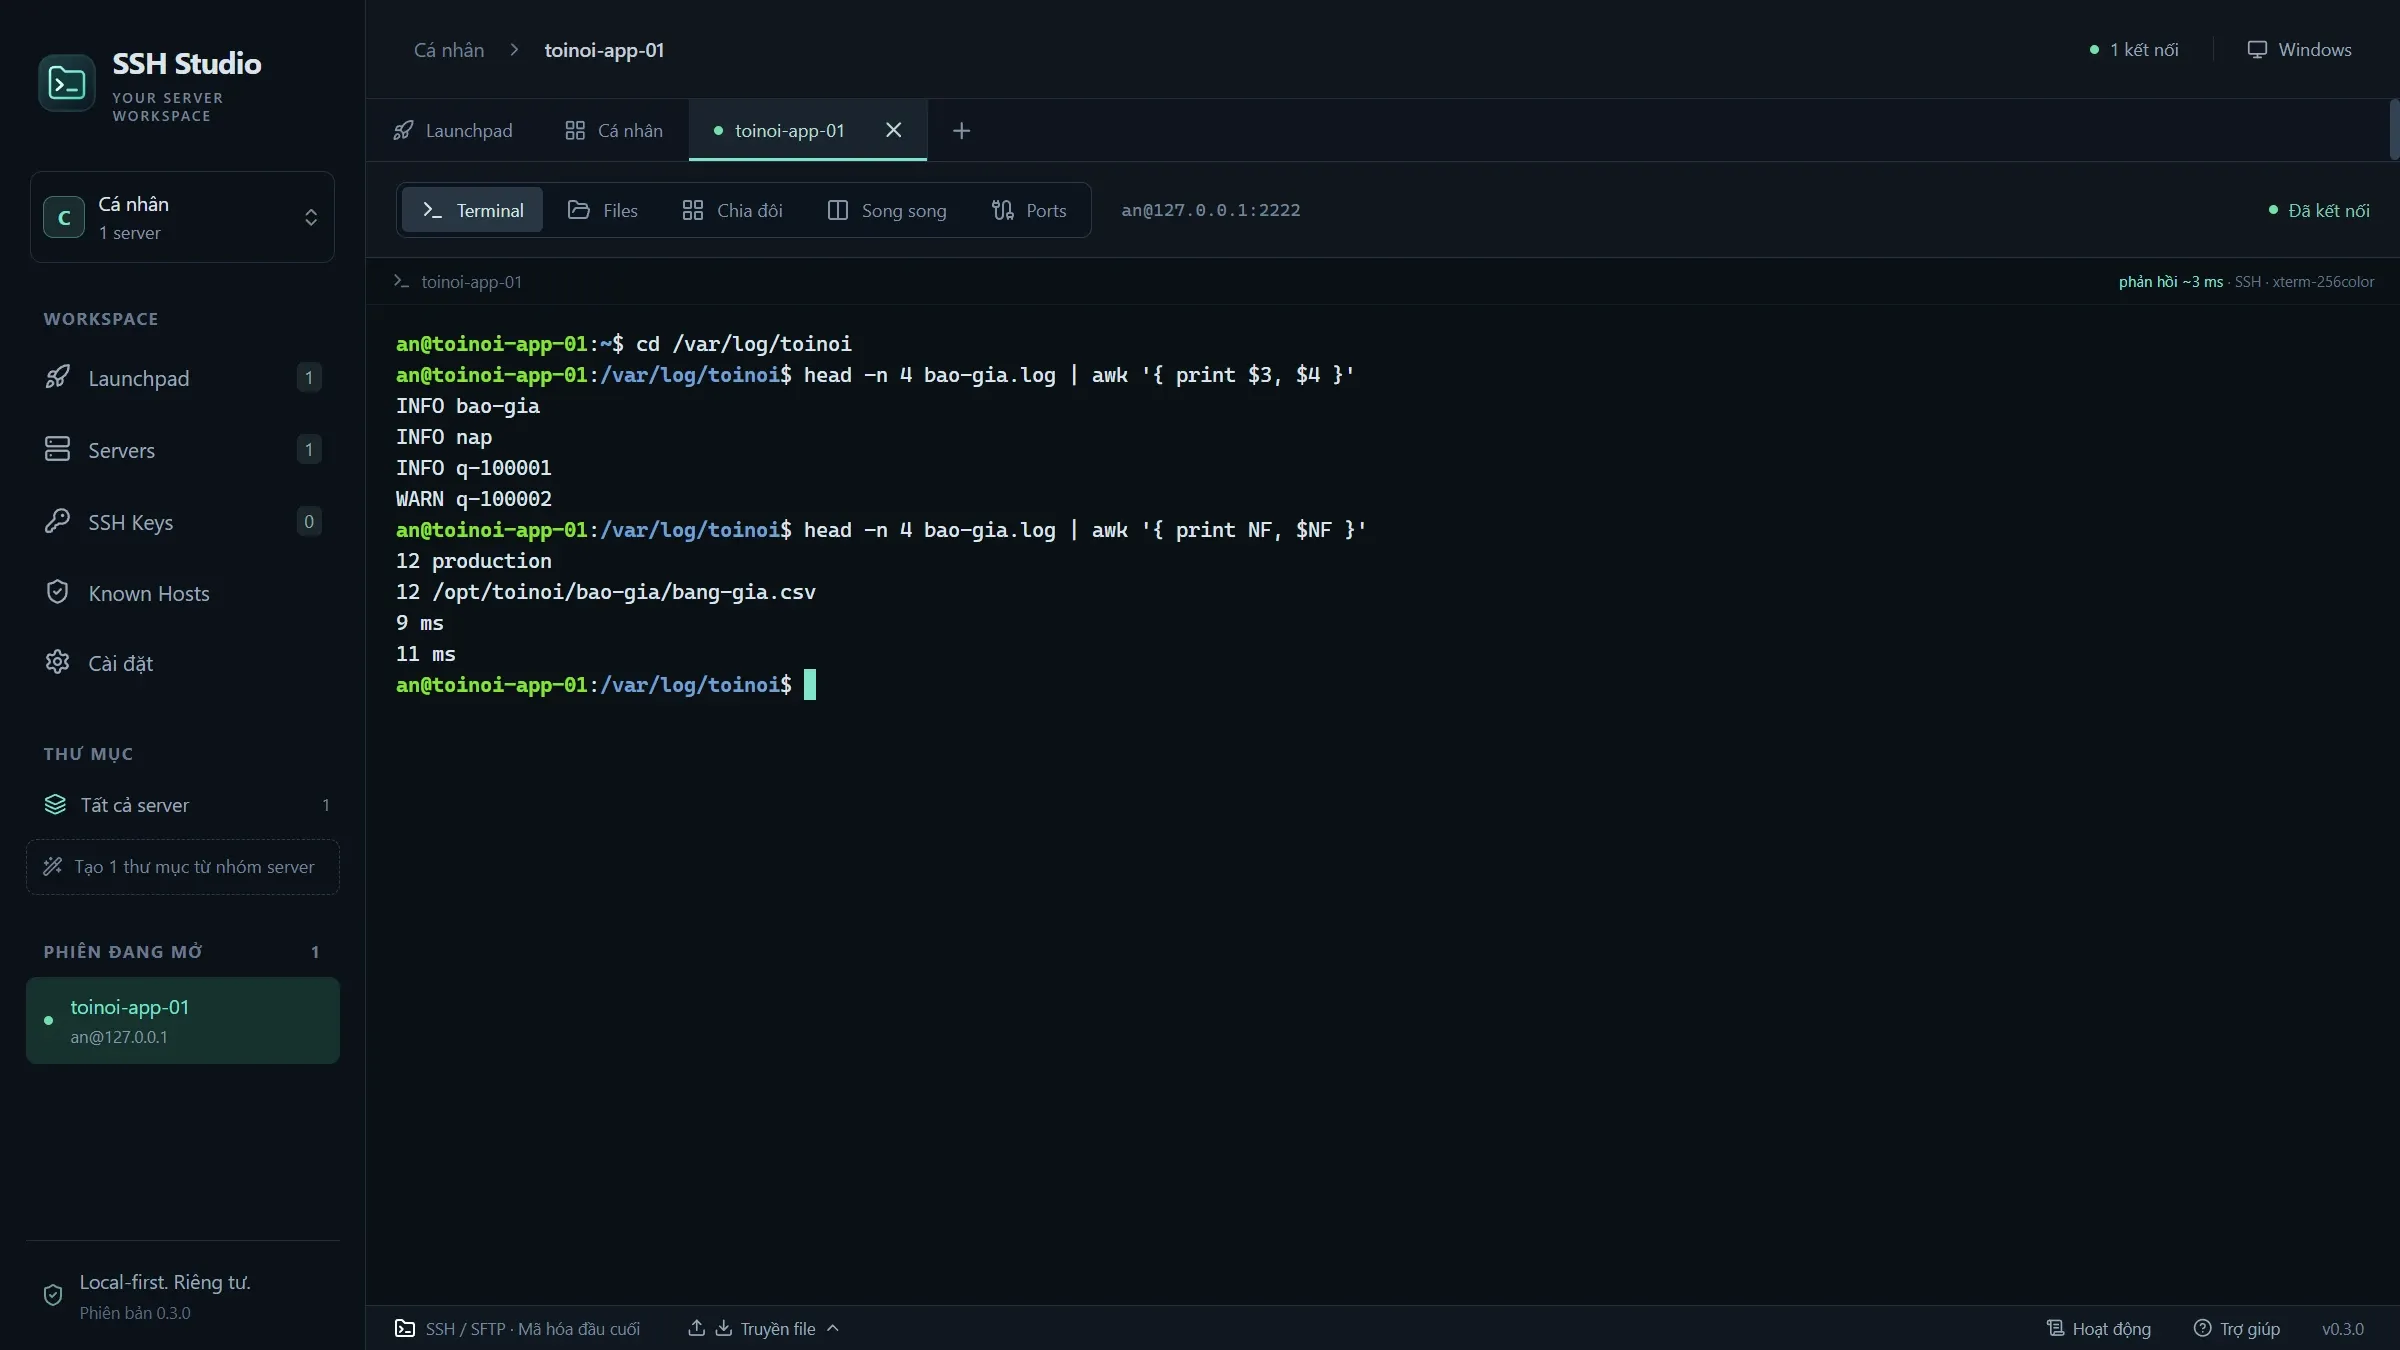 SSH Studio
YOUR SERVER
WORKSPACE
C
Cá nhân
1 server
WORKSPACE
Launchpad 1
Servers 1
SSH Keys 0
Known Hosts
Cài đặt
THƯ MỤC
Tất cả server 1
Tạo 1 thư mục từ nhóm server
PHIÊN ĐANG MỞ 1
toinoi-app-01
an@127.0.0.1
Local-first. Riêng tư.
Phiên bản 0.3.0
Cá nhân > toinoi-app-01
1 kết nối
Windows
Launchpad
Cá nhân
toinoi-app-01
Terminal
Files
Chia đôi
Song song
Ports
an@127.0.0.1:2222
Đã kết nối
toinoi-app-01
phản hồi ~3 ms · SSH · xterm-256color
an@toinoi-app-01:~$ cd /var/log/toinoi
an@toinoi-app-01:/var/log/toinoi$ head -n 4 bao-gia.log | awk '{ print $3, $4 }'
INFO bao-gia
INFO nap
INFO q-100001
WARN q-100002
an@toinoi-app-01:/var/log/toinoi$ head -n 4 bao-gia.log | awk '{ print NF, $NF }'
12 production
12 /opt/toinoi/bao-gia/bang-gia.csv
9 ms
11 ms
an@toinoi-app-01:/var/log/toinoi$
SSH / SFTP · Mã hóa đầu cuối
Truyền file
Hoạt động
Trợ giúp
v0.3.0